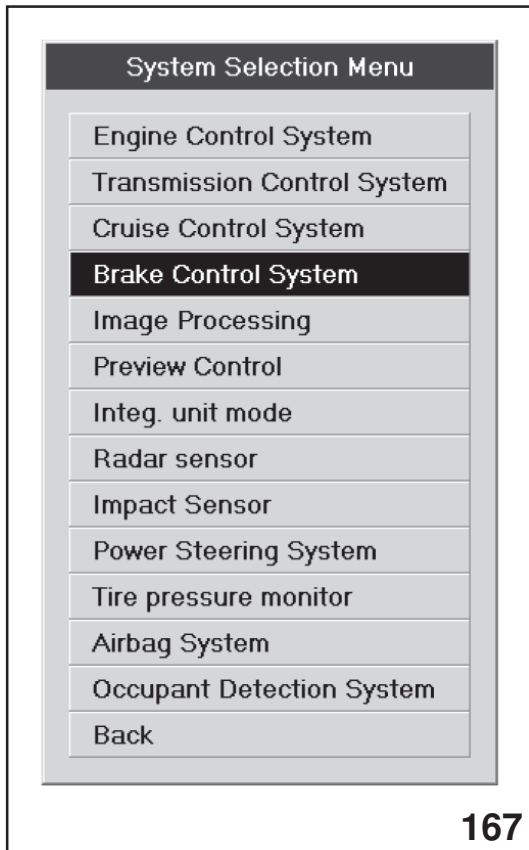 System Selection Menu
Engine Control System
Transmission Control System
Cruise Control System
Brake Control System
Image Processing
Preview Control
Integ. unit mode
Radar sensor
Impact Sensor
Power Steering System
Tire pressure monitor
Airbag System
Occupant Detection System
Back
167